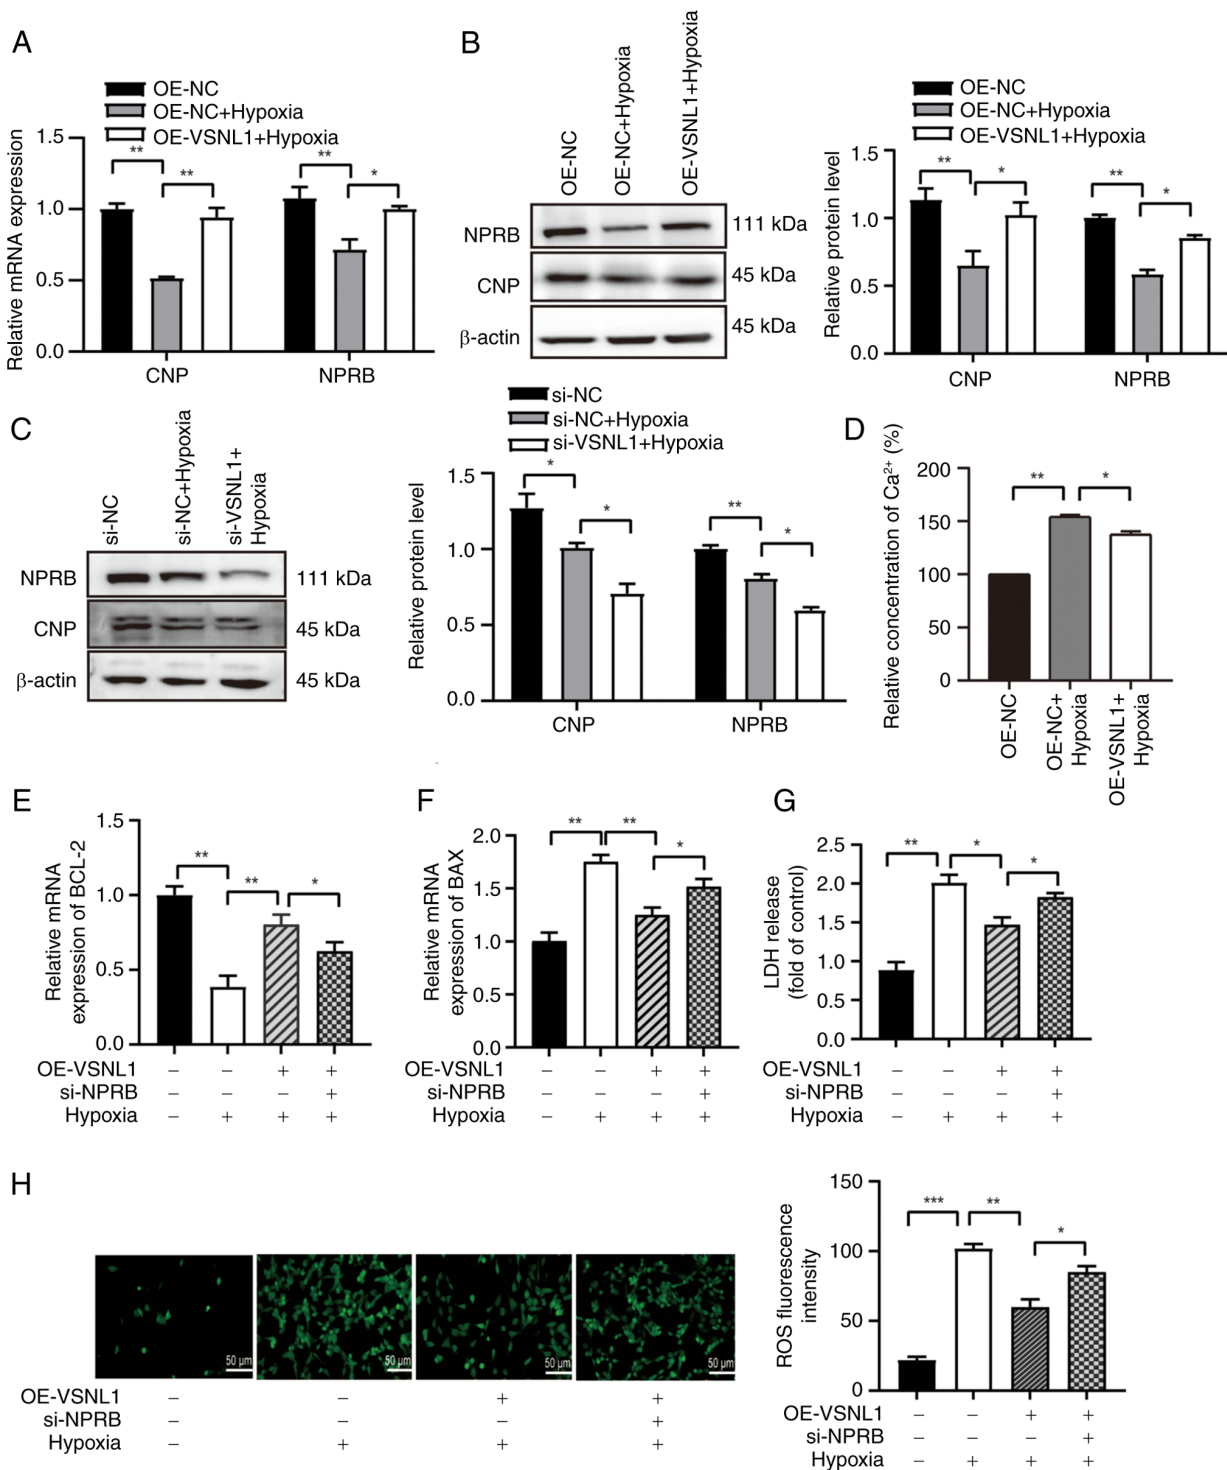 A
OE-NC
OE-NC+Hypoxia
OE-VSNL1+Hypoxia
Relative mRNA expression
1.5
1.0
0.5
0.0
**
**
**
*
CNP
NPRB
B
OE-NC
OE-NC+Hypoxia
OE-VSNL1+Hypoxia
NPRB
111 kDa
CNP
45 kDa
β-actin
45 kDa
OE-NC
OE-NC+Hypoxia
OE-VSNL1+Hypoxia
Relative protein level
1.5
1.0
0.5
0.0
**
*
**
*
CNP
NPRB
C
si-NC
si-NC+Hypoxia
si-VSNL1+
Hypoxia
NPRB
111 kDa
CNP
45 kDa
β-actin
45 kDa
si-NC
si-NC+Hypoxia
si-VSNL1+Hypoxia
Relative protein level
1.5
1.0
0.5
0.0
*
*
**
*
CNP
NPRB
D
Relative concentration of Ca²⁺ (%)
200
150
100
50
0
**
*
OE-NC
OE-NC+
Hypoxia
OE-VSNL1+
Hypoxia
E
Relative mRNA
expression of BCL-2
1.5
1.0
0.5
0.0
**
**
*
OE-VSNL1 – – + +
si-NPRB – – – +
Hypoxia – + + +
F
Relative mRNA
expression of BAX
2.0
1.5
1.0
0.5
0.0
**
**
*
OE-VSNL1 – – + +
si-NPRB – – – +
Hypoxia – + + +
G
LDH release
(fold of control)
2.5
2.0
1.5
1.0
0.5
0.0
**
*
*
OE-VSNL1 – – + +
si-NPRB – – – +
Hypoxia – + + +
H
50 µm
50 µm
50 µm
50 µm
OE-VSNL1 – – + +
si-NPRB – – – +
Hypoxia – + + +
ROS fluorescence
intensity
150
100
50
0
***
**
*
OE-VSNL1 – – + +
si-NPRB – – – +
Hypoxia – + + +